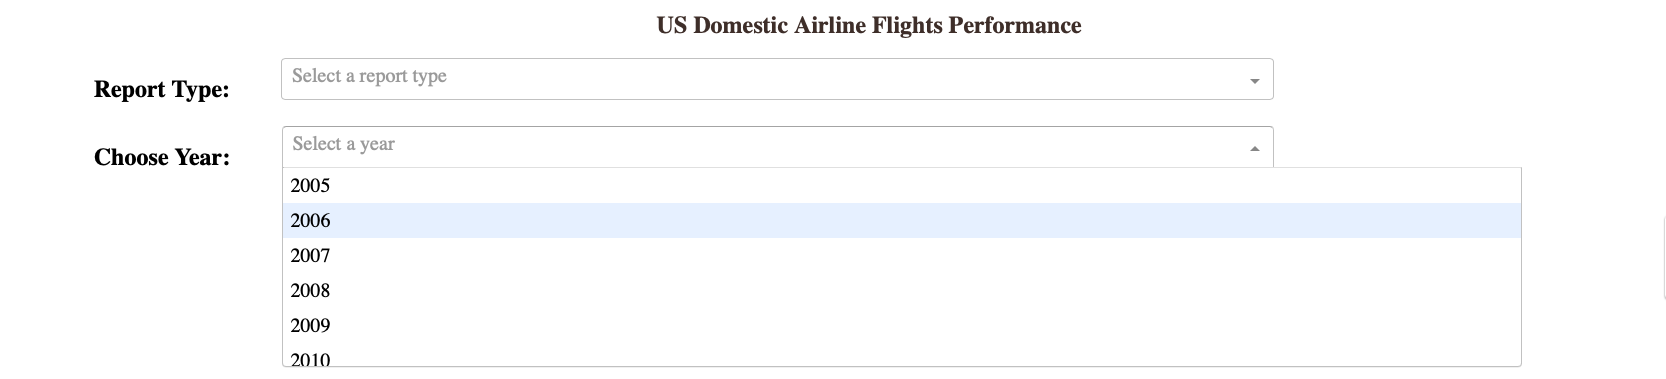 US Domestic Airline Flights Performance
Report Type:
Select a report type
Choose Year:
Select a year
2005
2006
2007
2008
2009
2010